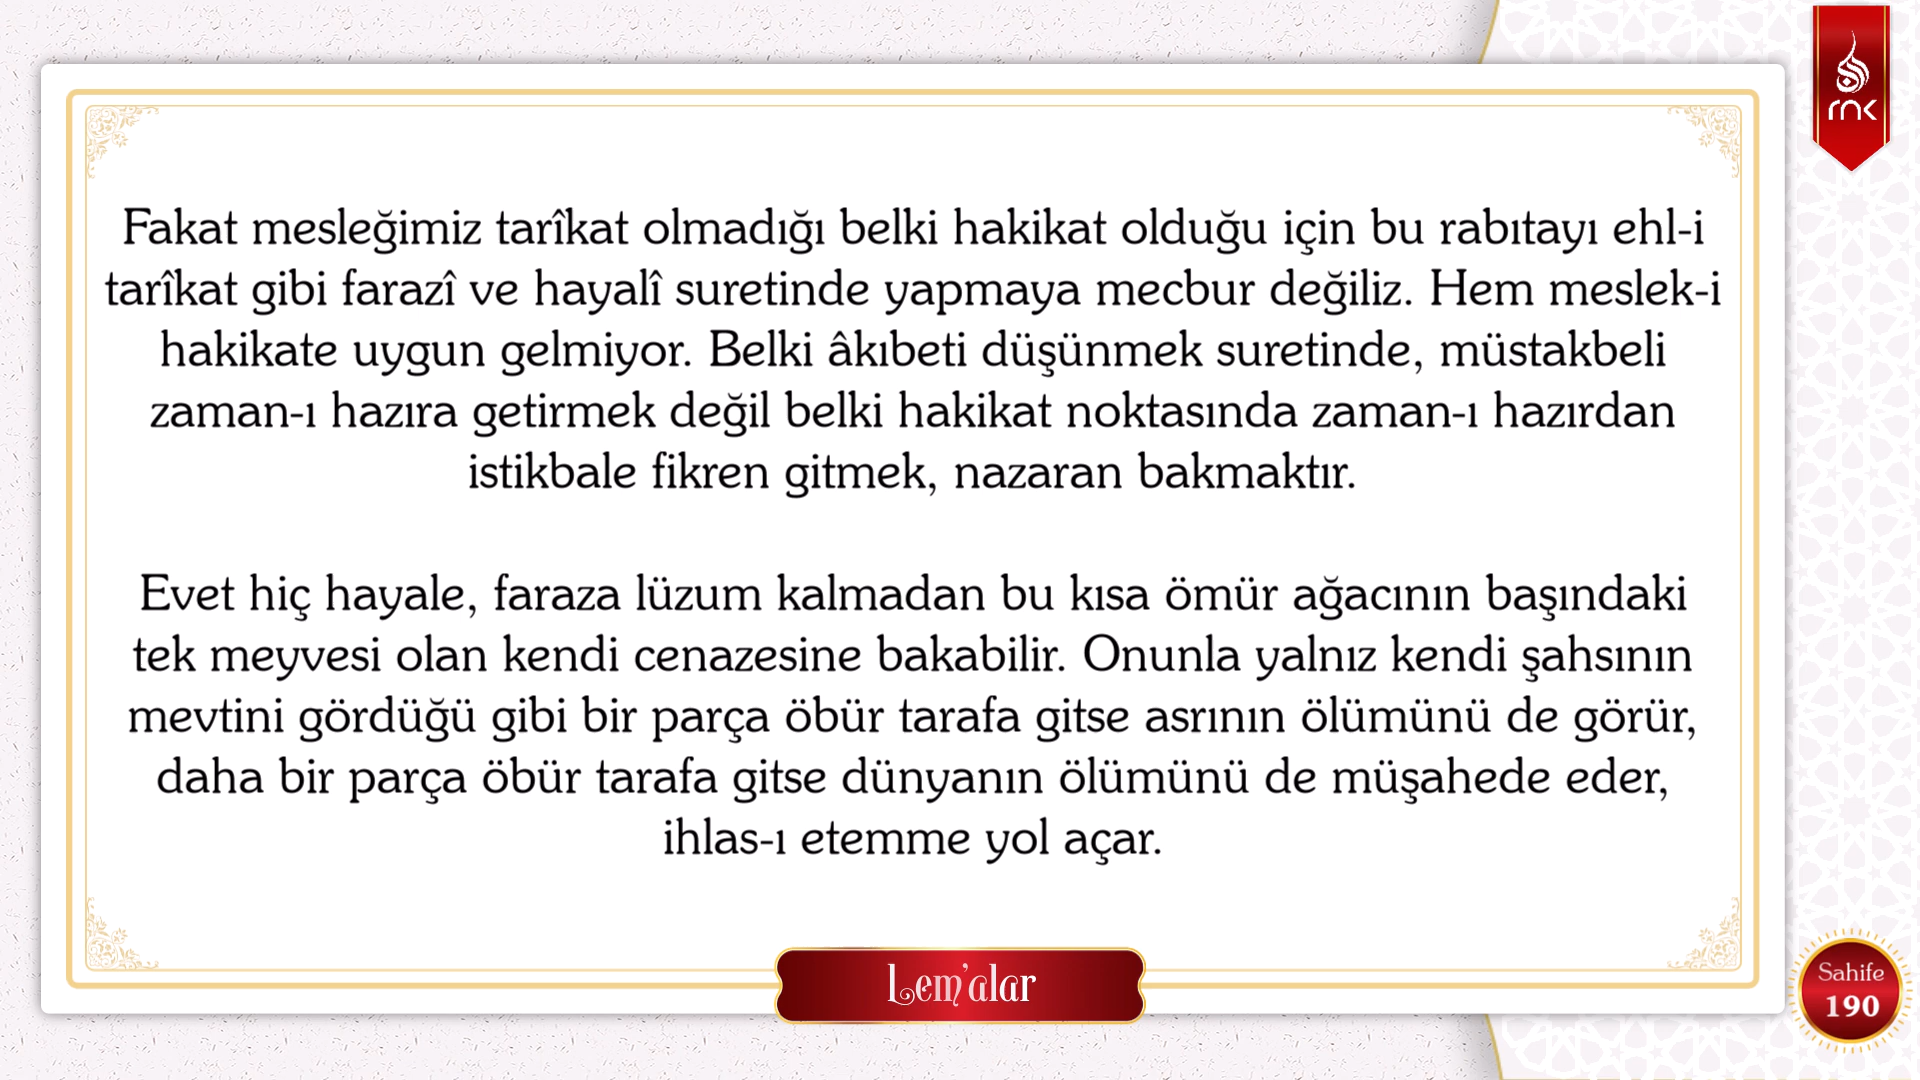 rnk
Fakat mesleğimiz tarîkat olmadığı belki hakikat olduğu için bu rabıtayı ehl-i
tarîkat gibi farazî ve hayalî suretinde yapmaya mecbur değiliz. Hem meslek-i
hakikate uygun gelmiyor. Belki âkıbeti düşünmek suretinde, müstakbeli
zaman-ı hazıra getirmek değil belki hakikat noktasında zaman-ı hazırdan
istikbale fikren gitmek, nazaran bakmaktır.
Evet hiç hayale, faraza lüzum kalmadan bu kısa ömür ağacının başındaki
tek meyvesi olan kendi cenazesine bakabilir. Onunla yalnız kendi şahsının
mevtini gördüğü gibi bir parça öbür tarafa gitse asrının ölümünü de görür,
daha bir parça öbür tarafa gitse dünyanın ölümünü de müşahede eder,
ihlas-ı etemme yol açar.
Lem'alar
Sahife
190